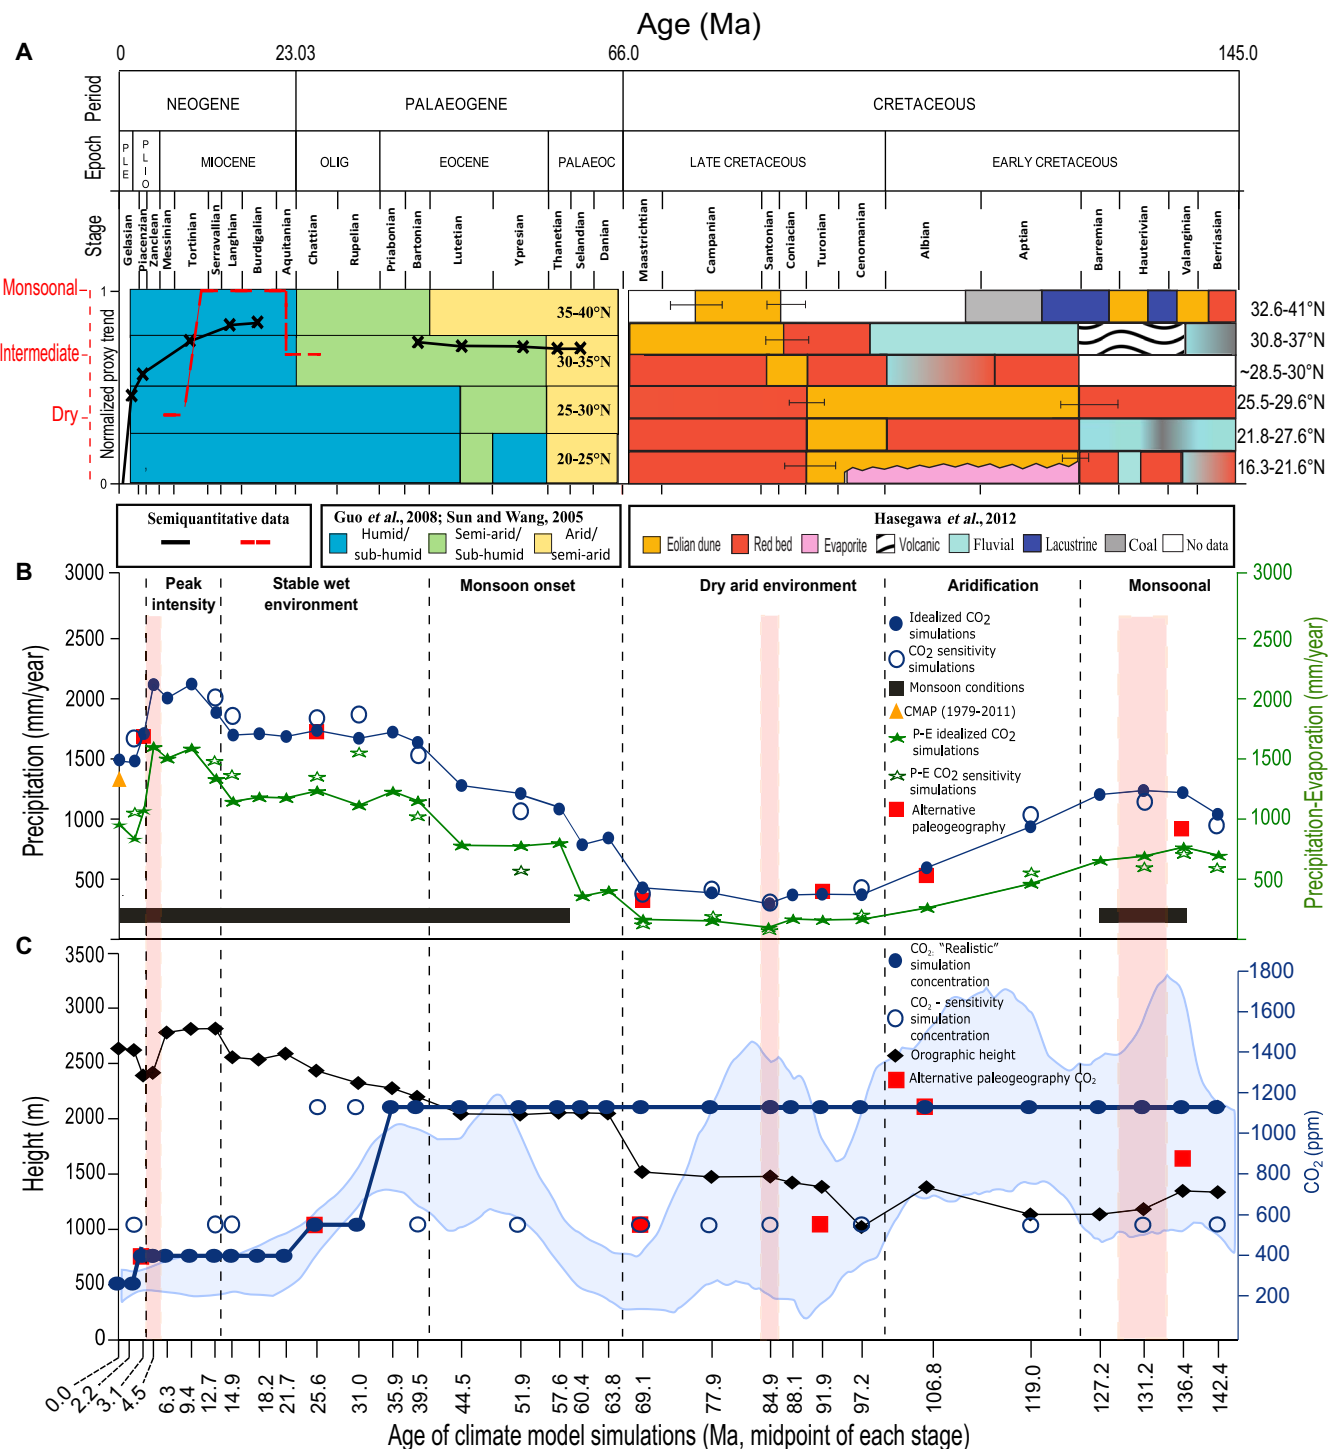 Age (Ma)
A
0 23.03 66.0 145.0
Period
NEOGENE PALAEOGENE CRETACEOUS
Epoch
PLE PLIO MIOCENE OLIG EOCENE PALAEOC LATE CRETACEOUS EARLY CRETACEOUS
Stage
Gelasian Piacenzian Zanclean Messinian Tortinian Serravallian Langhian Burdigalian Aquitanian Chattian Rupelian Priabonian Bartonian Lutetian Ypresian Thanetian Selandian Danian Maastrichtian Campanian Santonian Coniacian Turonian Cenomanian Albian Aptian Barremian Hauterivian Valanginian Berriasian
Monsoonal
Intermediate
Dry
Normalized proxy trend
1
0
35-40°N
30-35°N
25-30°N
20-25°N
32.6-41°N
30.8-37°N
~28.5-30°N
25.5-29.6°N
21.8-27.6°N
16.3-21.6°N
Semiquantitative data
Guo et al., 2008; Sun and Wang, 2005
Humid/
sub-humid
Semi-arid/
Sub-humid
Arid/
semi-arid
Hasegawa et al., 2012
Eolian dune Red bed Evaporite Volcanic Fluvial Lacustrine Coal No data
B
Precipitation (mm/year)
3000
2500
2000
1500
1000
500
Peak
intensity
Stable wet
environment
Monsoon onset
Dry arid environment
Aridification
Monsoonal
Idealized CO2
simulations
CO2 sensitivity
simulations
Monsoon conditions
CMAP (1979-2011)
P-E idealized CO2
simulations
P-E CO2 sensitivity
simulations
Alternative
paleogeography
3000
2500
2000
1500
1000
500
Precipitation-Evaporation (mm/year)
C
Height (m)
3500
3000
2500
2000
1500
1000
500
0
CO2: “Realistic”
simulation
concentration
CO2 - sensitivity
simulation
concentration
Orographic height
Alternative paleogeography CO2
1800
1600
1400
1200
1000
800
600
400
200
CO2 (ppm)
0.0 2.2 3.1 4.5 6.3 9.4 12.7 14.9 18.2 21.7 25.6 31.0 35.9 39.5 44.5 51.9 57.6 60.4 63.8 69.1 77.9 84.9 88.1 91.9 97.2 106.8 119.0 127.2 131.2 136.4 142.4
Age of climate model simulations (Ma, midpoint of each stage)